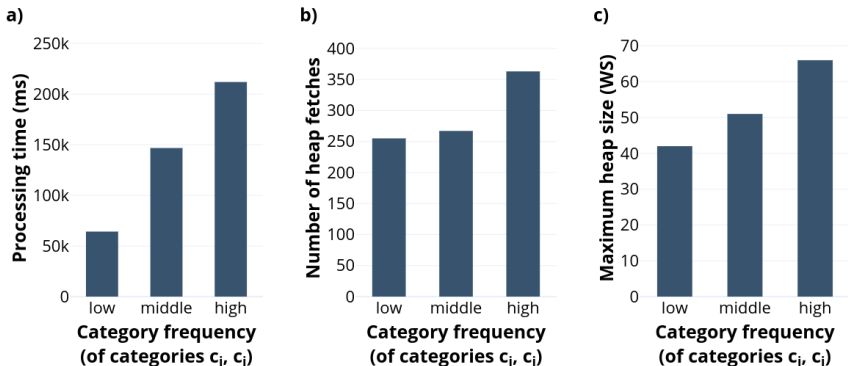 a)
Processing time (ms)
250k
200k
150k
100k
50k
0
low middle high
Category frequency
(of categories cᵢ, cⱼ)
b)
Number of heap fetches
400
350
300
250
200
150
100
50
0
low middle high
Category frequency
(of categories cᵢ, cⱼ)
c)
Maximum heap size (WS)
70
60
50
40
30
20
10
0
low middle high
Category frequency
(of categories cᵢ, cⱼ)